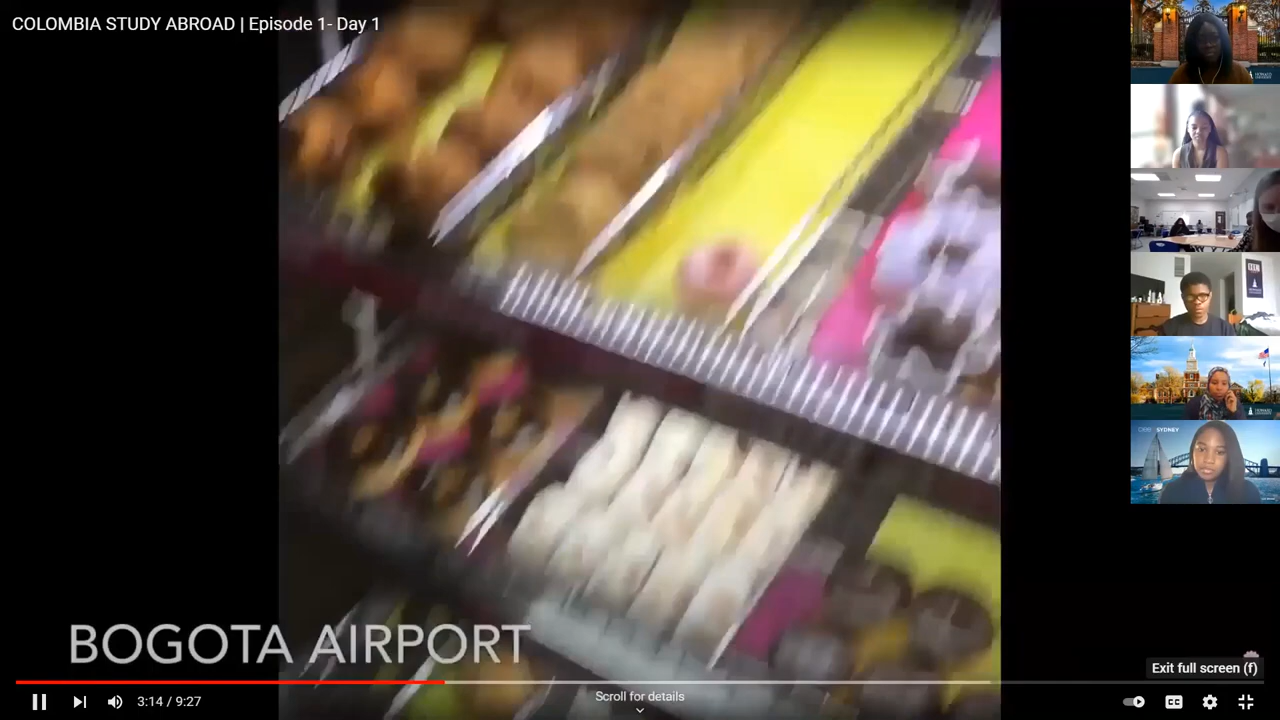 COLOMBIA STUDY ABROAD | Episode 1- Day 1
SYDNEY
BOGOTA AIRPORT
Exit full screen (f)
3:14 / 9:27
Scroll for details
CC